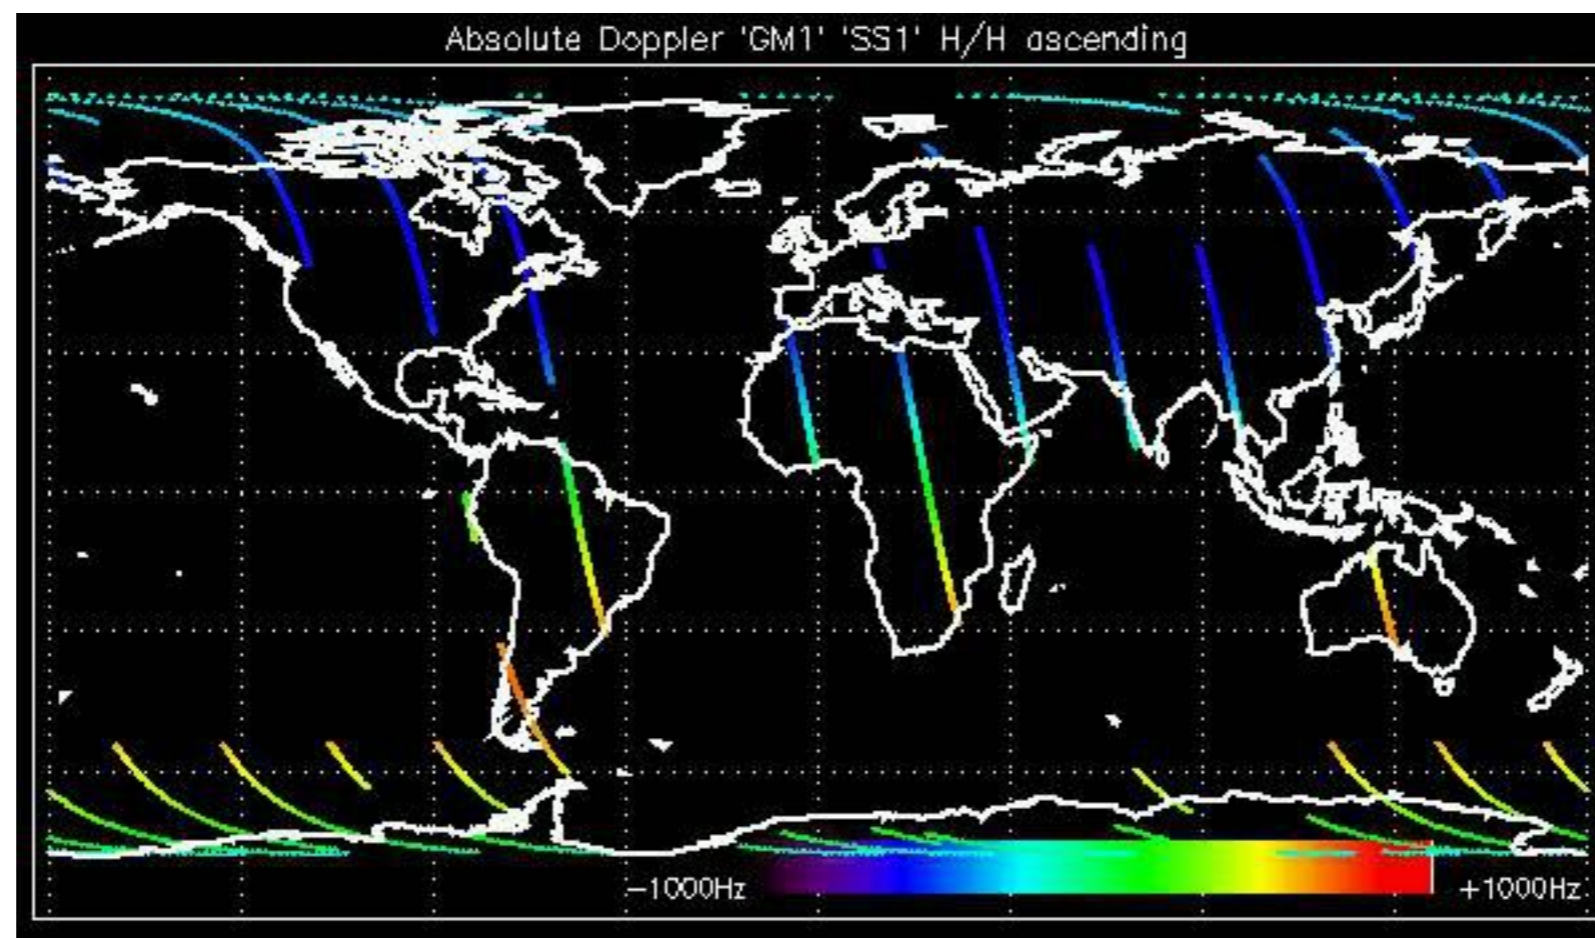 Absolute Doppler 'GM1' 'SS1' H/H ascending
−1000Hz
+1000Hz